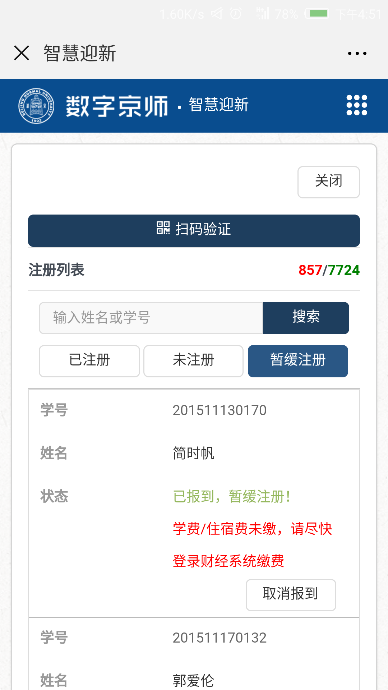 1.60K/s 76% 下午4:51
智慧迎新
数字京师 · 智慧迎新
关闭
扫码验证
注册列表 857/7724
输入姓名或学号 搜索
已注册 未注册 暂缓注册
学号 201511130170
姓名 简时帆
状态 已报到，暂缓注册！
学费/住宿费未缴，请尽快
登录财经系统缴费
取消报到
学号 201511170132
姓名 郭爱伦